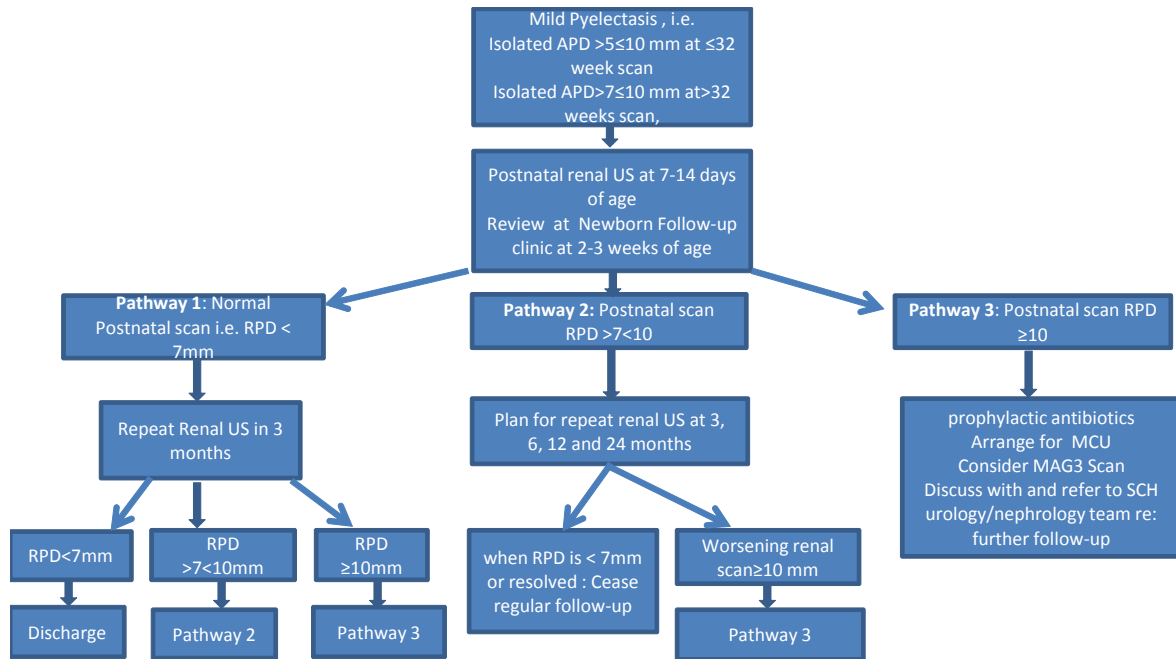 Mild Pyelectasis , i.e.
Isolated APD >5≤10 mm at ≤32
week scan
Isolated APD>7≤10 mm at>32
weeks scan,
Postnatal renal US at 7-14 days
of age
Review at Newborn Follow-up
clinic at 2-3 weeks of age
Pathway 1: Normal
Postnatal scan i.e. RPD <
7mm
Pathway 2: Postnatal scan
RPD >7<10
Pathway 3: Postnatal scan RPD
≥10
Repeat Renal US in 3
months
Plan for repeat renal US at 3,
6, 12 and 24 months
prophylactic antibiotics
Arrange for MCU
Consider MAG3 Scan
Discuss with and refer to SCH
urology/nephrology team re:
further follow-up
RPD<7mm
RPD
>7<10mm
RPD
≥10mm
when RPD is < 7mm
or resolved : Cease
regular follow-up
Worsening renal
scan≥10 mm
Discharge
Pathway 2
Pathway 3
Pathway 3